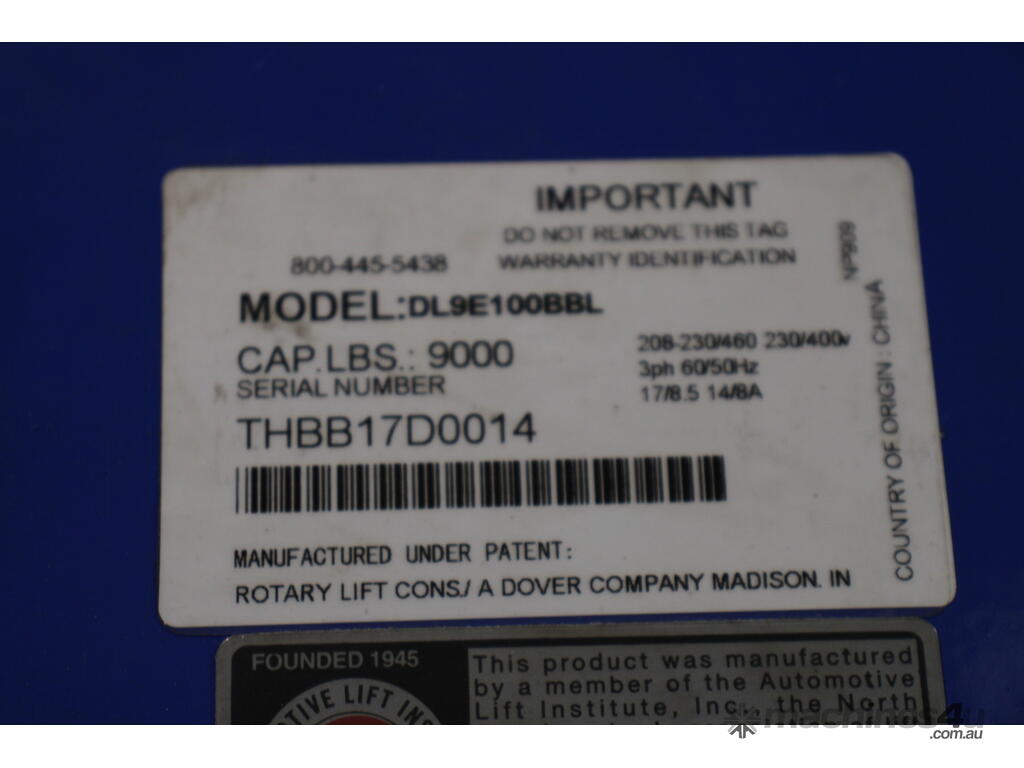 IMPORTANT
DO NOT REMOVE THIS TAG
800-445-5438 WARRANTY IDENTIFICATION
NP909
MODEL:DL9E100BBL
CAP.LBS.: 9000
208-230/460 230/400v
SERIAL NUMBER
3ph 60/50Hz
17/8.5 14/8A
THBB17D0014
COUNTRY OF ORIGIN : CHINA
MANUFACTURED UNDER PATENT:
ROTARY LIFT CONS./ A DOVER COMPANY MADISON. IN
FOUNDED 1945
LIFT INS
This product was manufactured
by a member of the Automotive
Lift Institute, Inc., the North
machines4u
.com.au